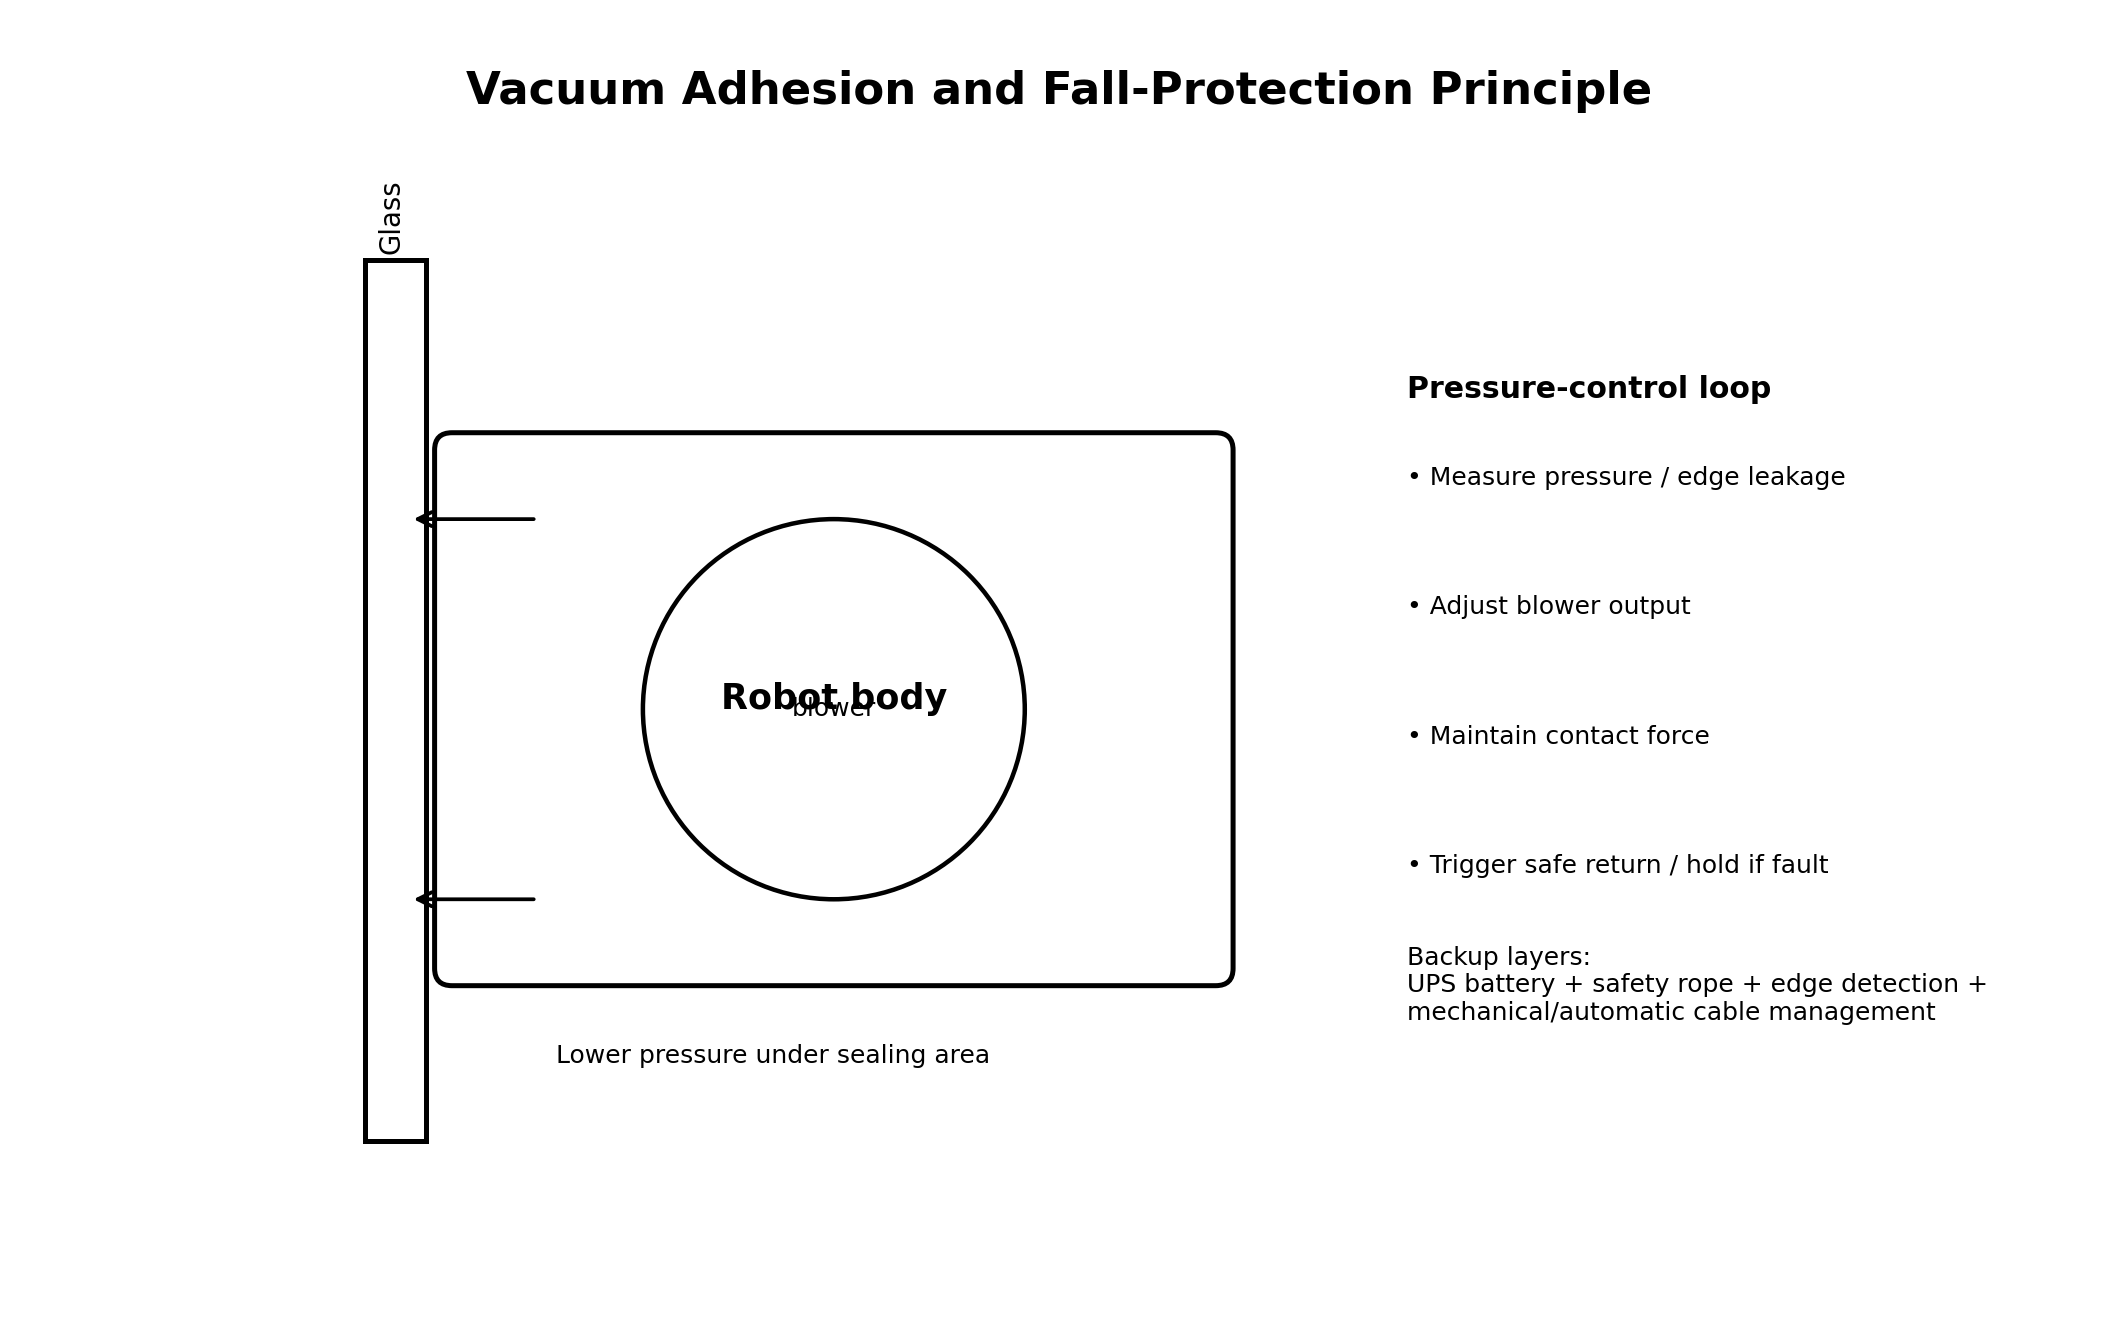 Vacuum Adhesion and Fall-Protection Principle
Glass
Robot body
blower
Lower pressure under sealing area
Pressure-control loop
• Measure pressure / edge leakage
• Adjust blower output
• Maintain contact force
• Trigger safe return / hold if fault
Backup layers:
UPS battery + safety rope + edge detection +
mechanical/automatic cable management